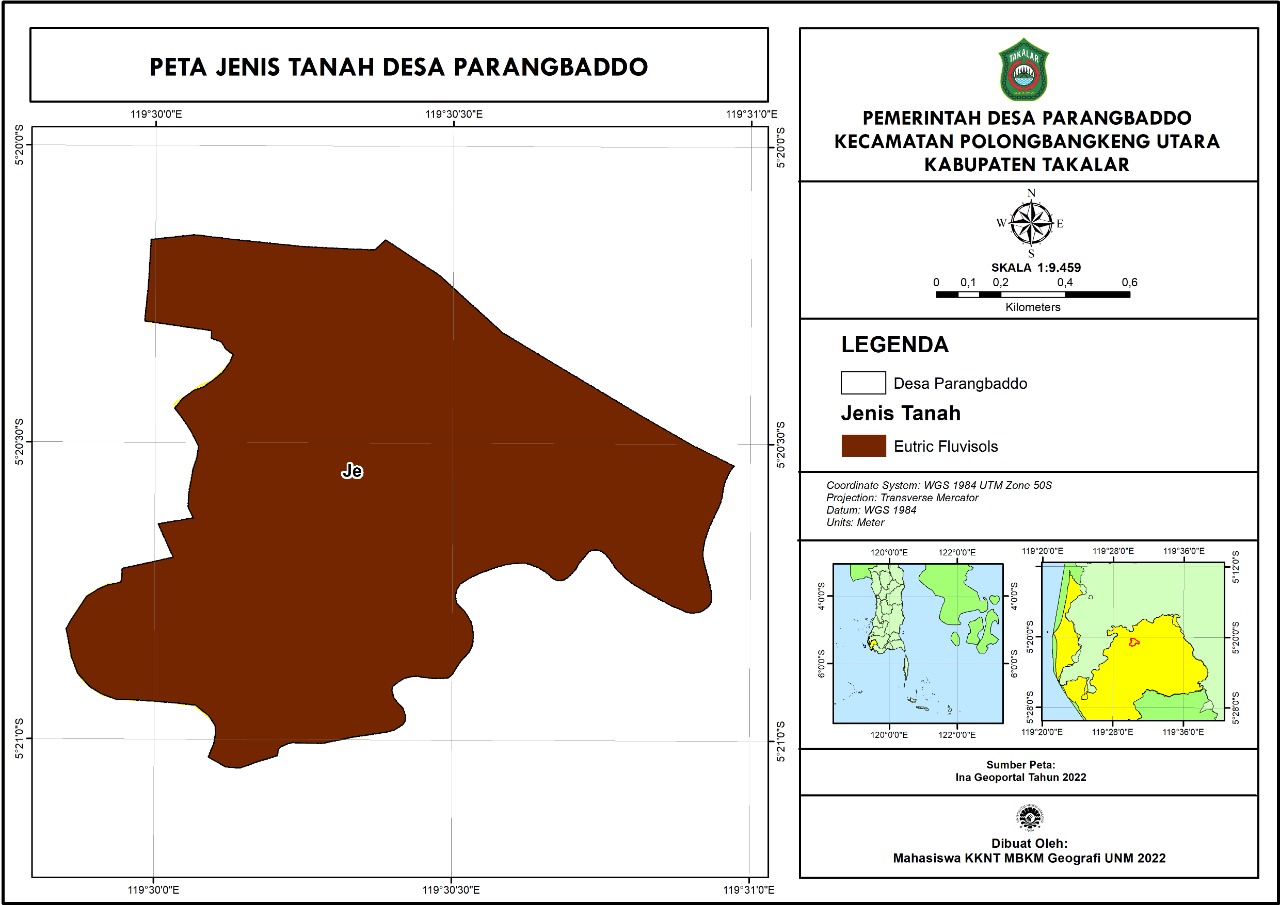 PETA JENIS TANAH DESA PARANGBADDO
119°30'0"E
119°30'30"E
119°31'0"E
5°20'0"S
5°20'0"S
5°20'30"S
5°20'30"S
Je
5°21'0"S
5°21'0"S
119°30'0"E
119°30'30"E
119°31'0"E
TAKALAR
PEMERINTAH DESA PARANGBADDO
KECAMATAN POLONGBANGKENG UTARA
KABUPATEN TAKALAR
N
W E
S
SKALA 1:9.459
0 0,1 0,2 0,4 0,6
Kilometers
LEGENDA
Desa Parangbaddo
Jenis Tanah
Eutric Fluvisols
Coordinate System: WGS 1984 UTM Zone 50S
Projection: Transverse Mercator
Datum: WGS 1984
Units: Meter
120°0'0"E 122°0'0"E
4°0'0"S
4°0'0"S
6°0'0"S
6°0'0"S
120°0'0"E 122°0'0"E
119°20'0"E 119°28'0"E 119°36'0"E
5°12'0"S
5°20'0"S
5°20'0"S
5°28'0"S
5°28'0"S
119°20'0"E 119°28'0"E 119°36'0"E
Sumber Peta:
Ina Geoportal Tahun 2022
Dibuat Oleh:
Mahasiswa KKNT MBKM Geografi UNM 2022